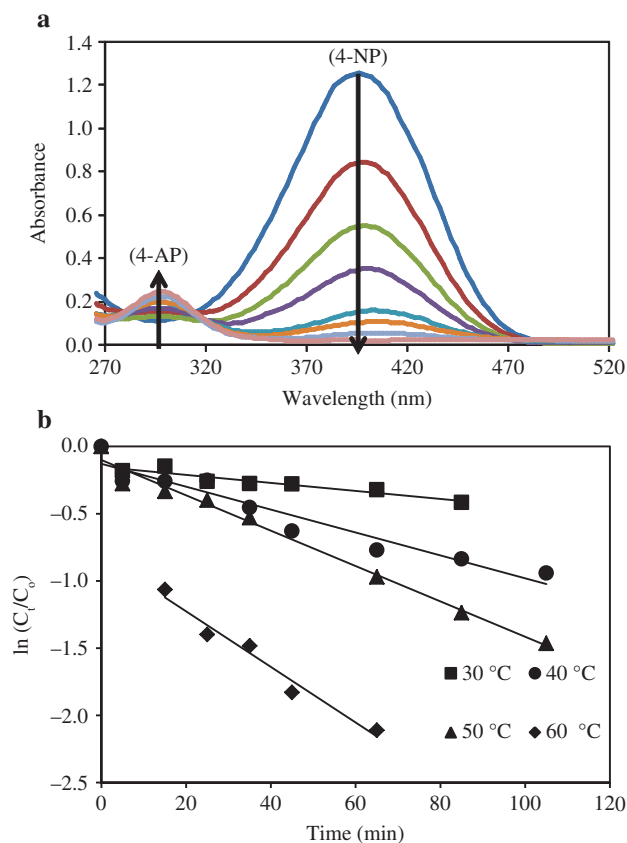 a
1.4
(4-NP)
1.2
1.0
0.8
0.6
(4-AP)
0.4
0.2
0.0
Absorbance
270 320 370 420 470 520
Wavelength (nm)
b
0.0
−0.5
−1.0
−1.5
−2.0
−2.5
ln (Ct/Co)
30 °C 40 °C
50 °C 60 °C
0 20 40 60 80 100 120
Time (min)